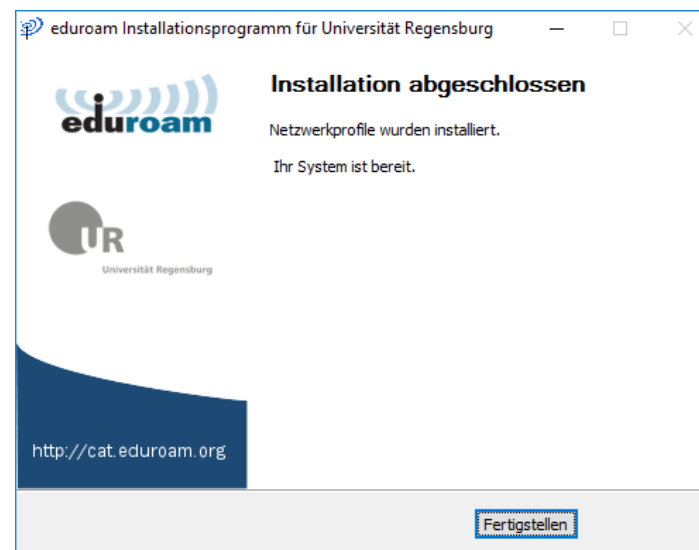 eduroam Installationsprogramm für Universität Regensburg
eduroam
Installation abgeschlossen
Netzwerkprofile wurden installiert.
Ihr System ist bereit.
UR
Universität Regensburg
http://cat.eduroam.org
Fertigstellen